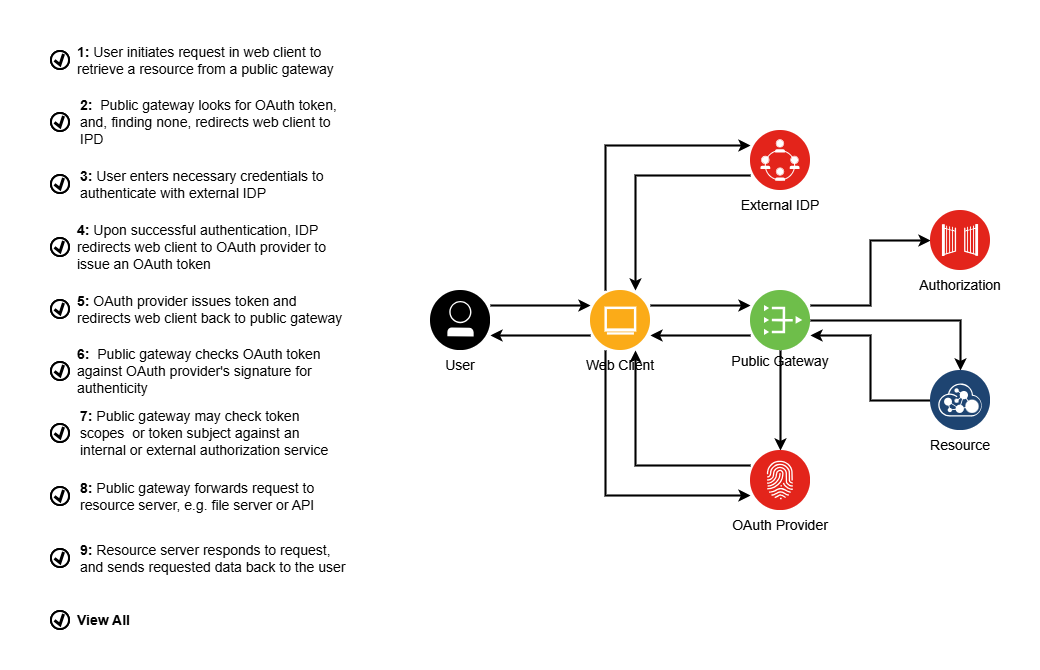 1: User initiates request in web client to
retrieve a resource from a public gateway
2:  Public gateway looks for OAuth token,
and, finding none, redirects web client to
IPD
3: User enters necessary credentials to
authenticate with external IDP
4: Upon successful authentication, IDP
redirects web client to OAuth provider to
issue an OAuth token
5: OAuth provider issues token and
redirects web client back to public gateway
6:  Public gateway checks OAuth token
against OAuth provider's signature for
authenticity
7: Public gateway may check token
scopes  or token subject against an
internal or external authorization service
8: Public gateway forwards request to
resource server, e.g. file server or API
9: Resource server responds to request,
and sends requested data back to the user
View All
External IDP
Authorization
User
Web Client
Public Gateway
Resource
OAuth Provider